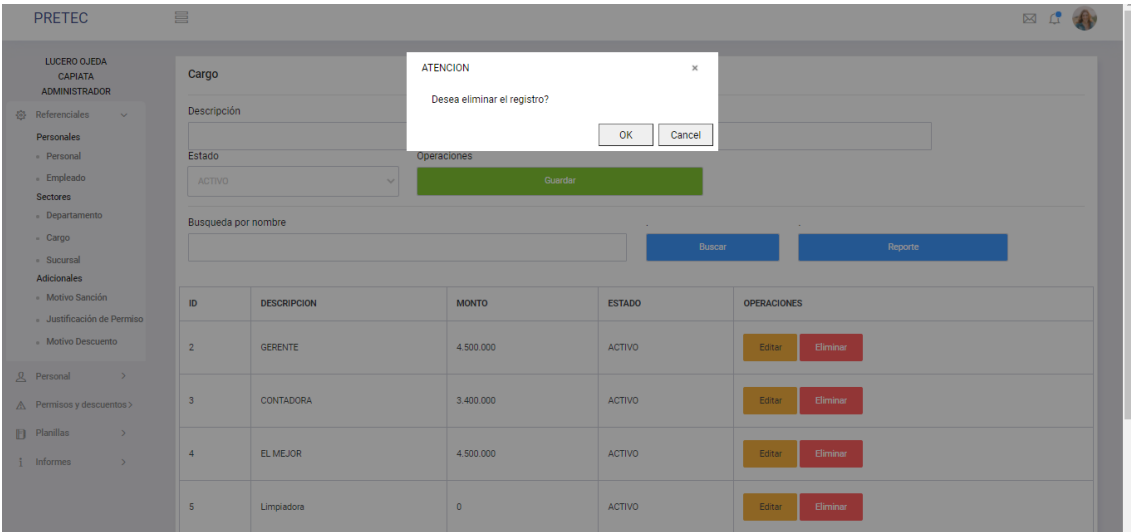 PRETEC
LUCERO OJEDA
CAPIATA
ADMINISTRADOR
Referenciales
Personales
Personal
Empleado
Sectores
Departamento
Cargo
Sucursal
Adicionales
Motivo Sanción
Justificación de Permiso
Motivo Descuento
Personal
Permisos y descuentos
Planillas
Informes
ATENCION
Desea eliminar el registro?
OK Cancel
Cargo
Descripción
Estado Operaciones
ACTIVO Guardar
Busqueda por nombre . .
Buscar Reporte
ID DESCRIPCION MONTO ESTADO OPERACIONES
2 GERENTE 4.500.000 ACTIVO Editar Eliminar
3 CONTADORA 3.400.000 ACTIVO Editar Eliminar
4 EL MEJOR 4.500.000 ACTIVO Editar Eliminar
5 Limpiadora 0 ACTIVO Editar Eliminar